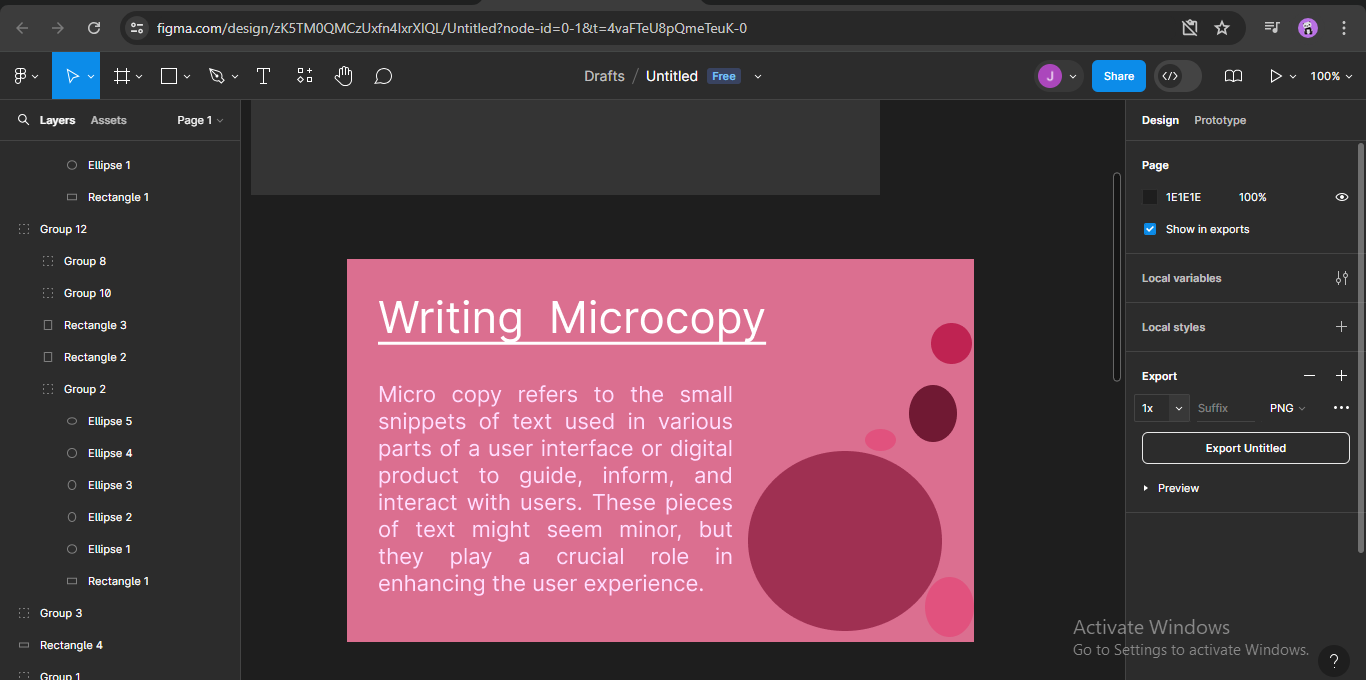 figma.com/design/zK5TM0QMCzUxfn4lxrXIQL/Untitled?node-id=0-1&t=4vaFTeU8pQmeTeuK-0
Drafts / Untitled Free
J
Share
100%
Layers Assets Page 1
Ellipse 1
Rectangle 1
Group 12
Group 8
Group 10
Rectangle 3
Rectangle 2
Group 2
Ellipse 5
Ellipse 4
Ellipse 3
Ellipse 2
Ellipse 1
Rectangle 1
Group 3
Rectangle 4
Group 1
Writing Microcopy
Micro copy refers to the small
snippets of text used in various
parts of a user interface or digital
product to guide, inform, and
interact with users. These pieces
of text might seem minor, but
they play a crucial role in
enhancing the user experience.
Design Prototype
Page
1E1E1E 100%
Show in exports
Local variables
Local styles
Export
1x Suffix PNG
Export Untitled
Preview
Activate Windows
Go to Settings to activate Windows.
?